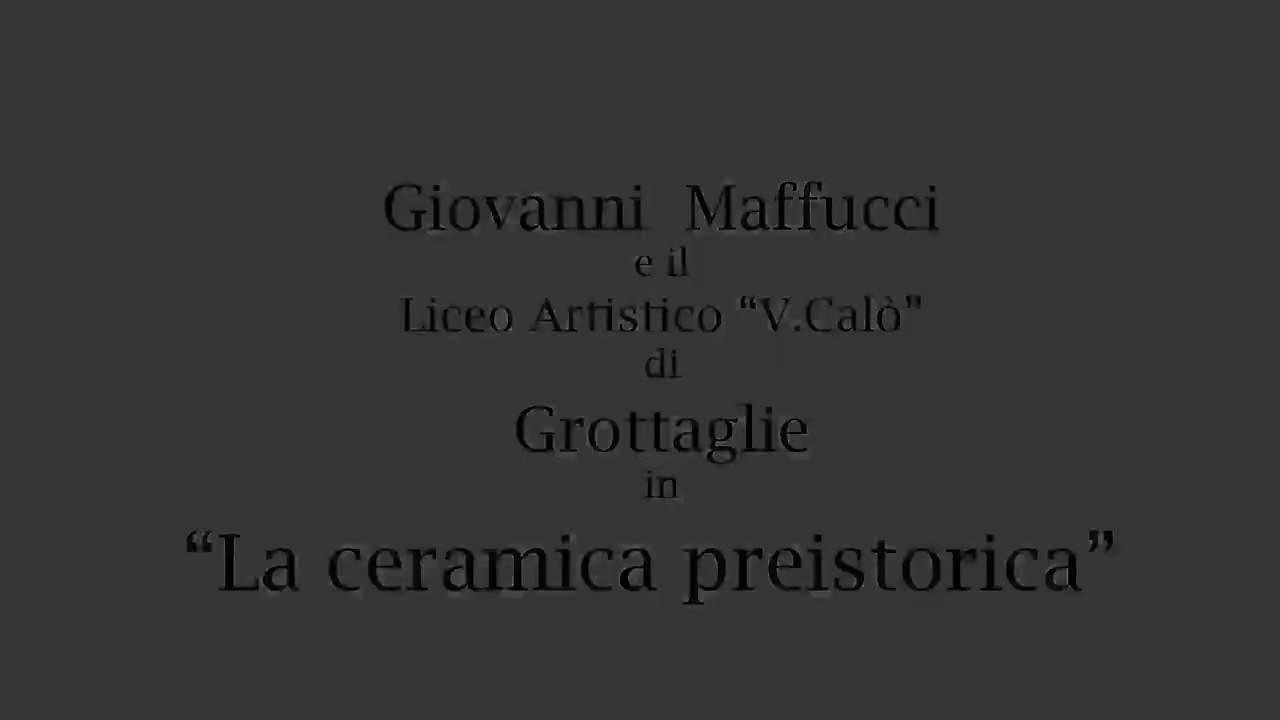 Giovanni Maffucci
e il
Liceo Artistico “V.Calò”
di
Grottaglie
in
“La ceramica preistorica”